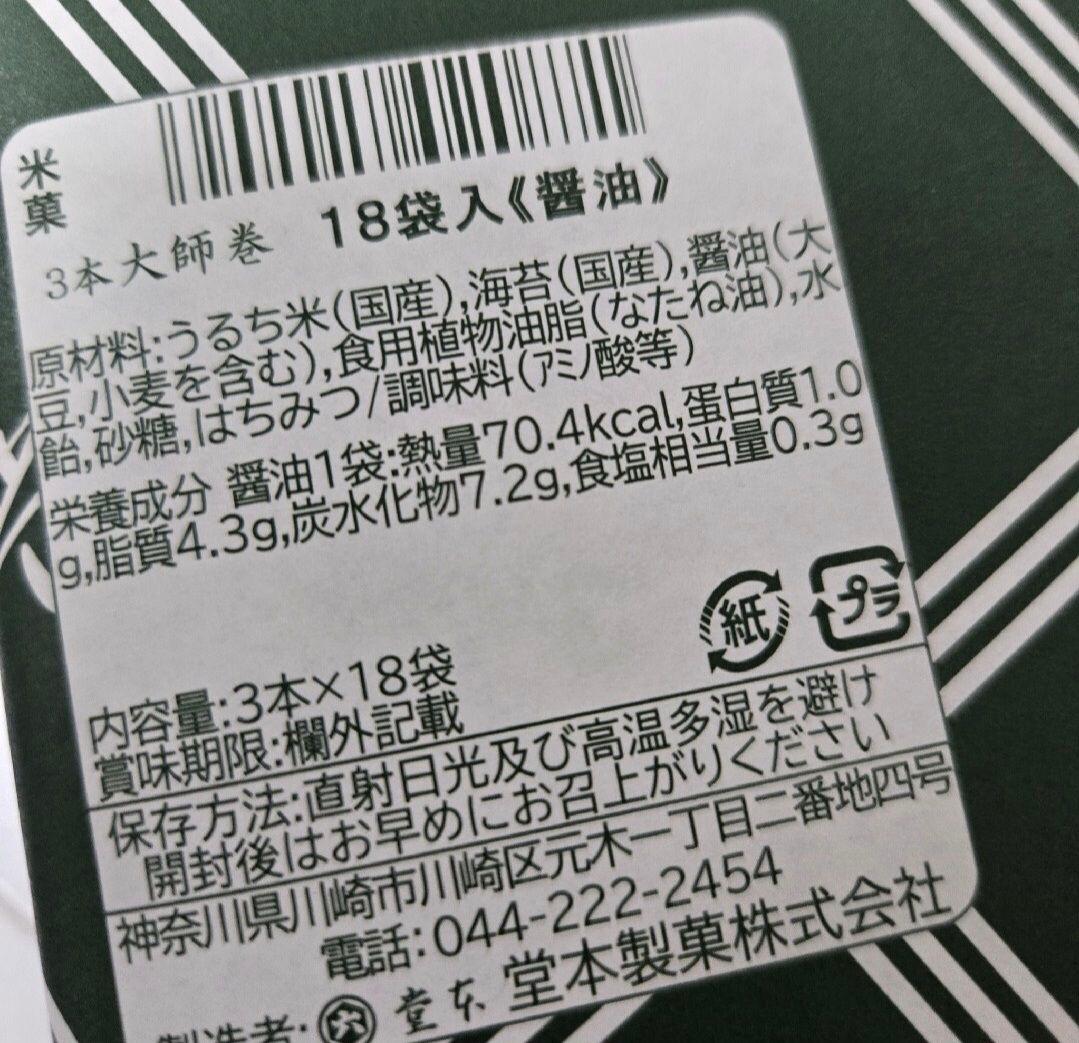 米菓
3本大師巻 18袋入《醤油》
原材料:うるち米(国産),海苔(国産),醤油(大
豆,小麦を含む),食用植物油脂(なたね油),水
飴,砂糖,はちみつ/調味料(アミノ酸等)
栄養成分 醤油1袋:熱量70.4kcal,蛋白質1.0
g,脂質4.3g,炭水化物7.2g,食塩相当量0.3g
紙 プラ
内容量:3本×18袋
賞味期限:欄外記載
保存方法:直射日光及び高温多湿を避け
開封後はお早めにお召上がりください
神奈川県川崎市川崎区元木一丁目二番地四号
電話:044-222-2454
製造者: 堂本 堂本製菓株式会社